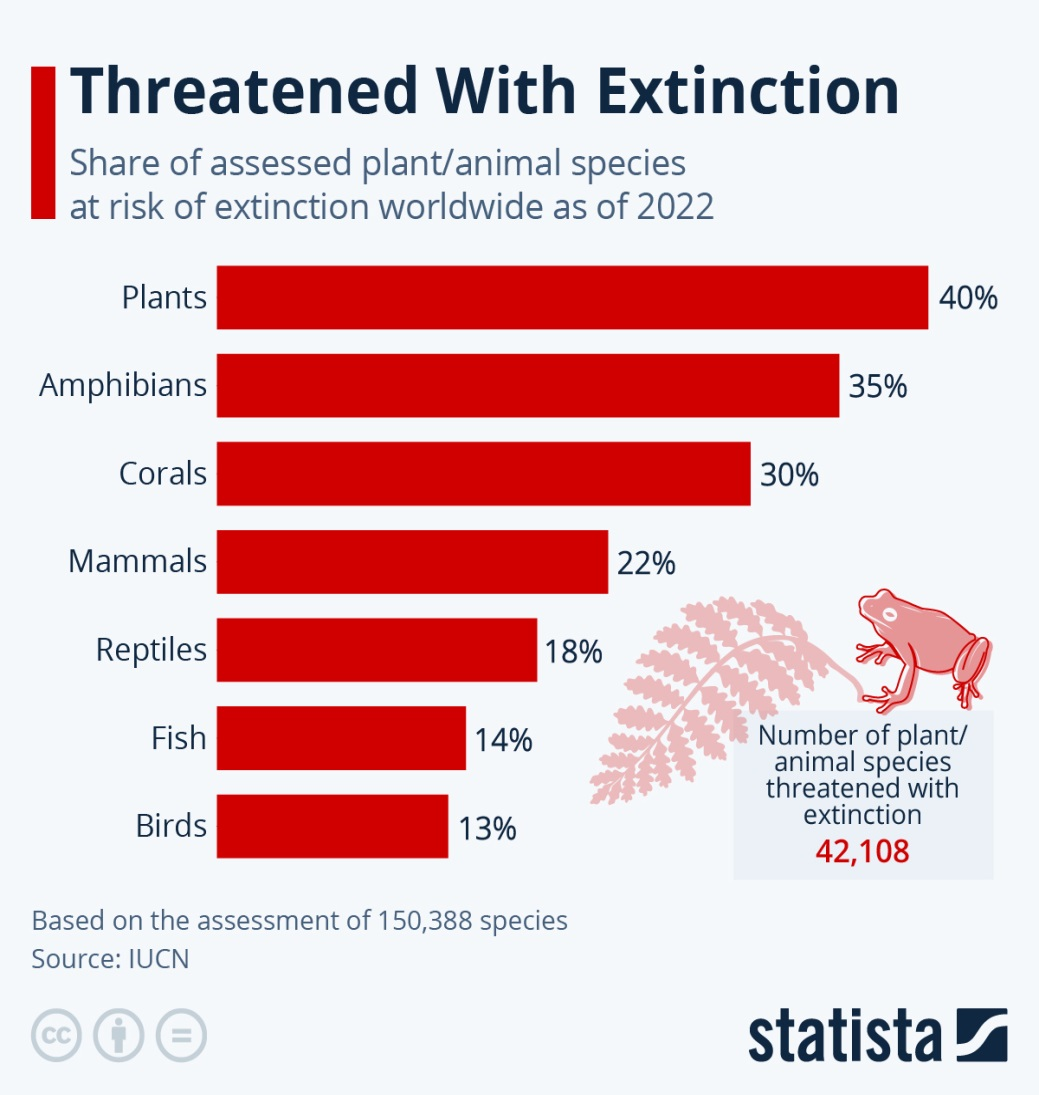 Threatened With Extinction
Share of assessed plant/animal species
at risk of extinction worldwide as of 2022
Plants 40%
Amphibians 35%
Corals 30%
Mammals 22%
Reptiles 18%
Fish 14%
Birds 13%
Number of plant/
animal species
threatened with
extinction
42,108
Based on the assessment of 150,388 species
Source: IUCN
cc
statista